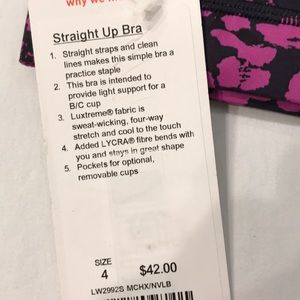 why we m
Straight Up Bra
1. Straight straps and clean
lines makes this simple bra a
practice staple
2. This bra is intended to
provide light support for a
B/C cup
3. Luxtreme® fabric is
sweat-wicking, four-way
stretch and cool to the touch
4. Added LYCRA® fibre bends with
you and stays in great shape
5. Pockets for optional,
removable cups
SIZE
4
$42.00
LW2992S MCHX/NVLB